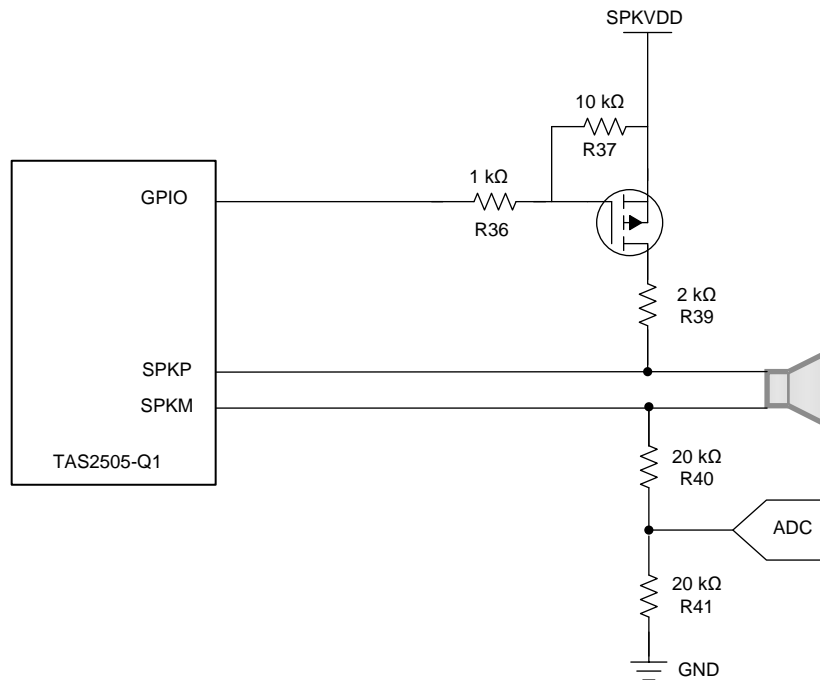 SPKVDD
10 kΩ
R37
1 kΩ
GPIO
R36
2 kΩ
R39
SPKP
SPKM
TAS2505-Q1
20 kΩ
R40
ADC
20 kΩ
R41
GND